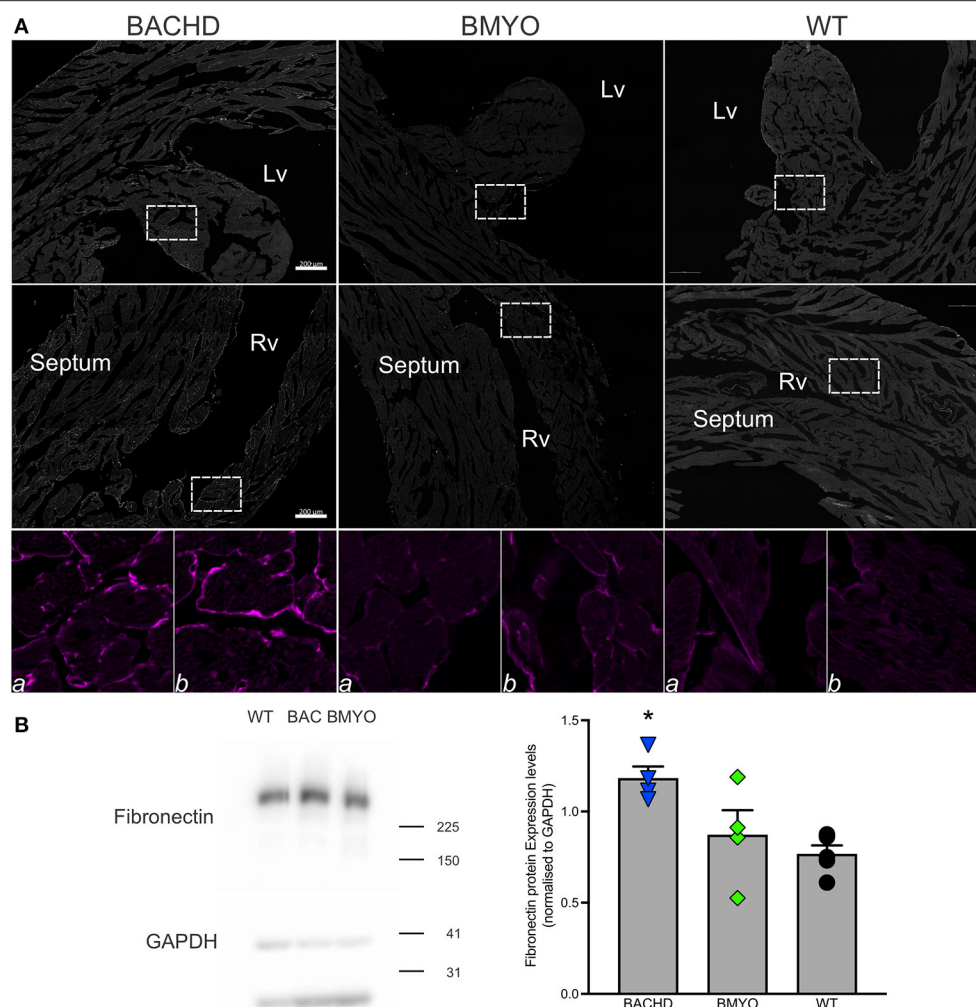 A
BACHD BMYO WT
Lv
Lv
Lv
200 µm
Septum
Rv
Septum
Rv
Rv
Septum
200 µm
a b a b a b
B
WT BAC BMYO
Fibronectin
225
150
GAPDH
41
31
Fibronectin protein Expression levels
(normalised to GAPDH)
1.5
1.0
0.5
0.0
*
BACHD BMYO WT